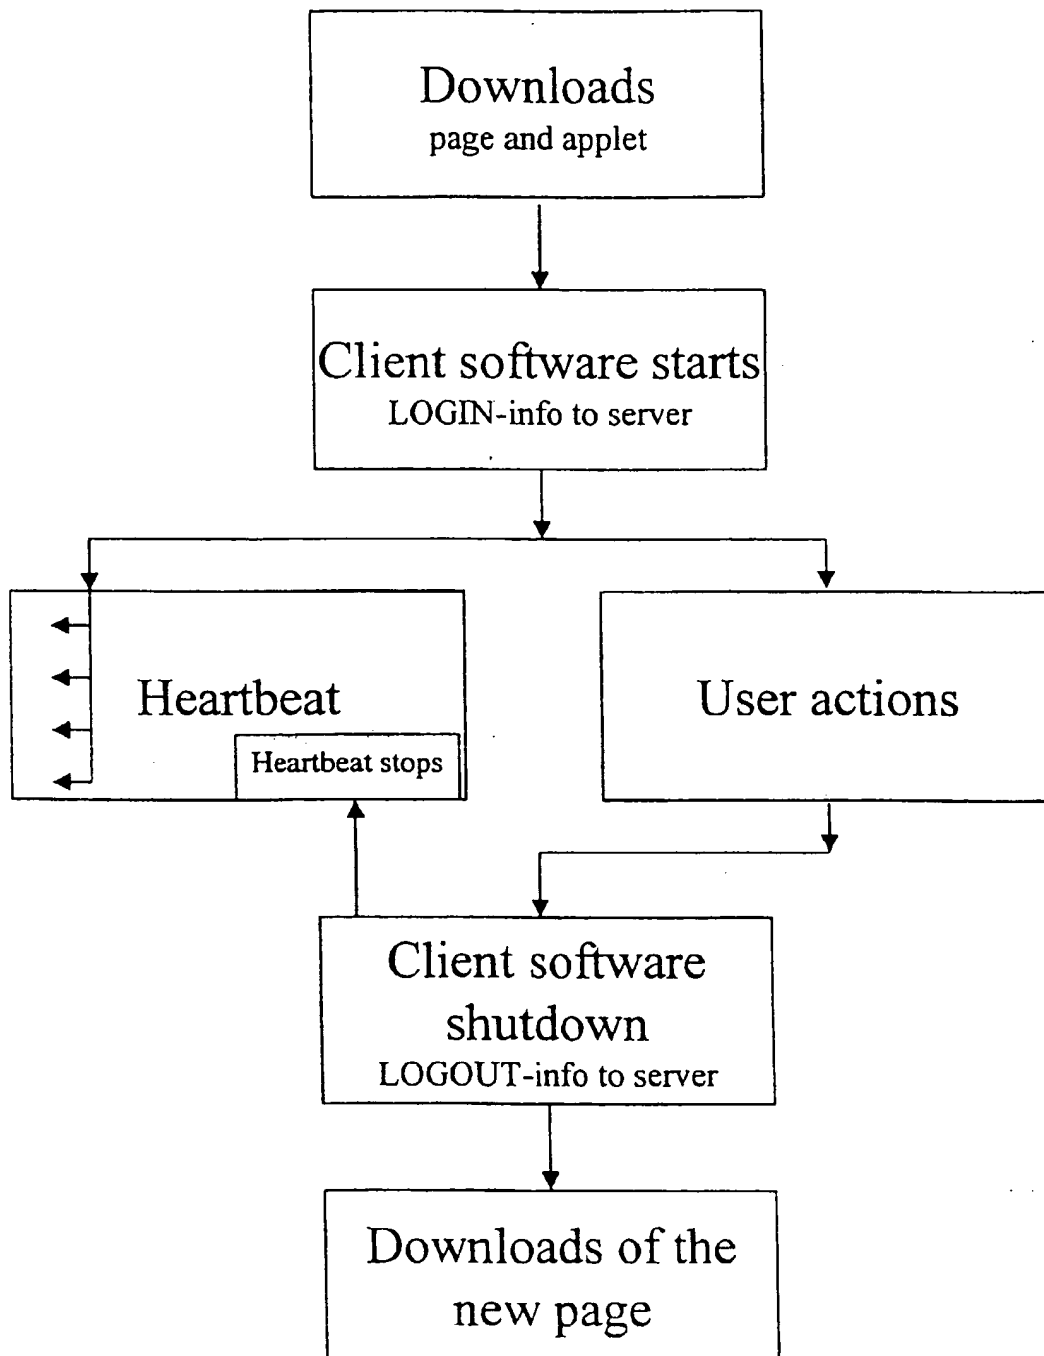 Downloads
page and applet
Client software starts
LOGIN-info to server
Heartbeat
Heartbeat stops
User actions
Client software
shutdown
LOGOUT-info to server
Downloads of the
new page